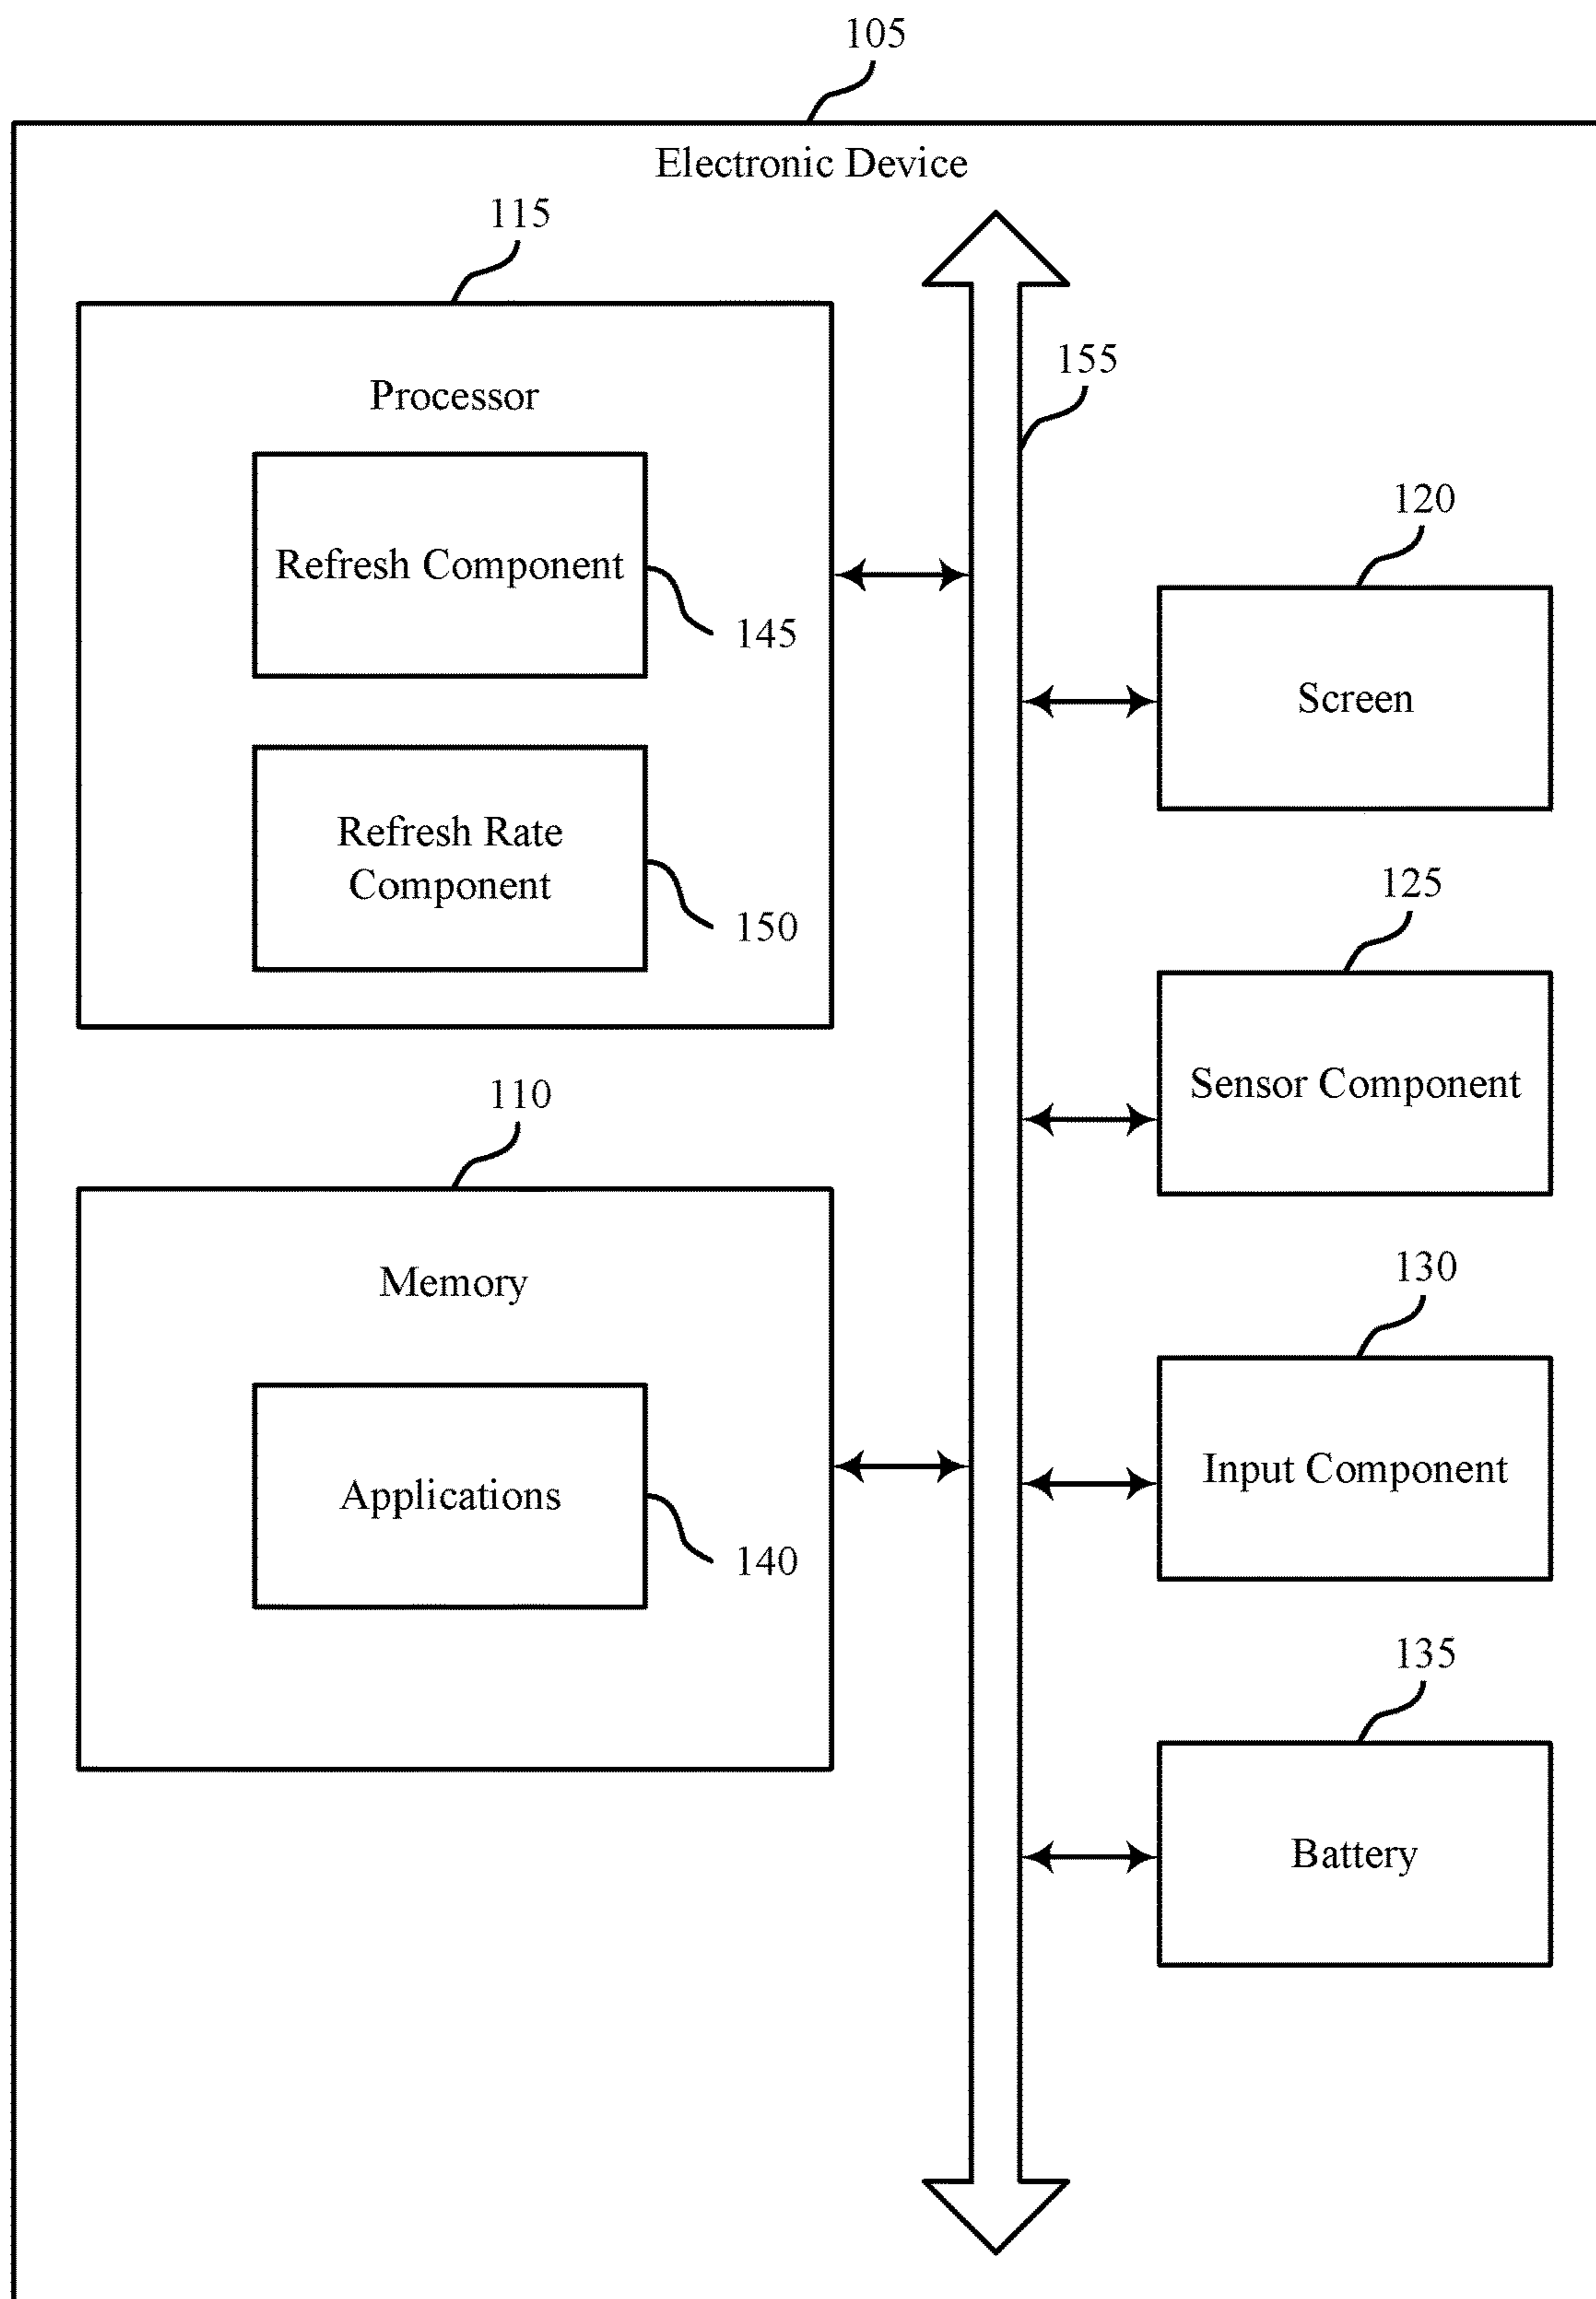 105
Electronic Device
115
Processor
155
Refresh Component
145
120
Screen
Refresh Rate
Component
150
125
Sensor Component
110
Memory
130
Input Component
Applications
140
135
Battery